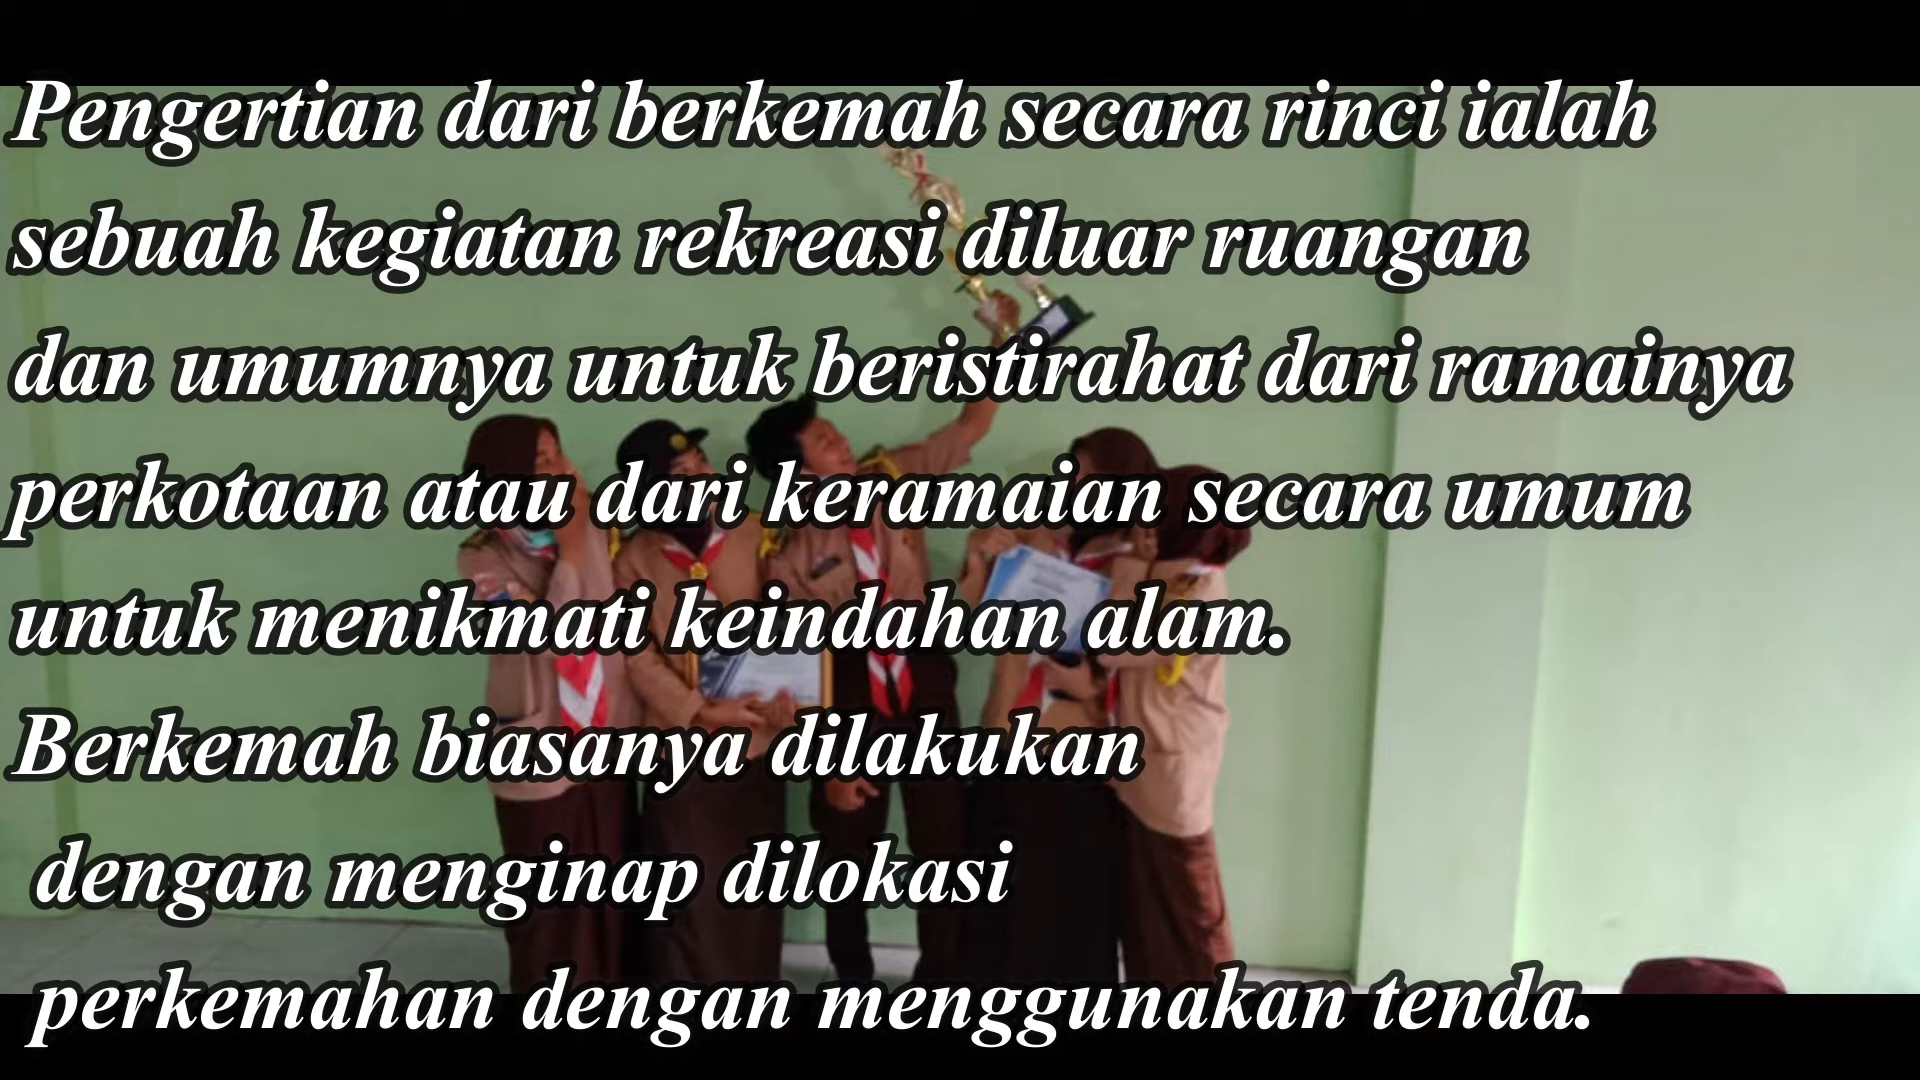 Pengertian dari berkemah secara rinci ialah
sebuah kegiatan rekreasi diluar ruangan
dan umumnya untuk beristirahat dari ramainya
perkotaan atau dari keramaian secara umum
untuk menikmati keindahan alam.
Berkemah biasanya dilakukan
dengan menginap dilokasi
perkemahan dengan menggunakan tenda.